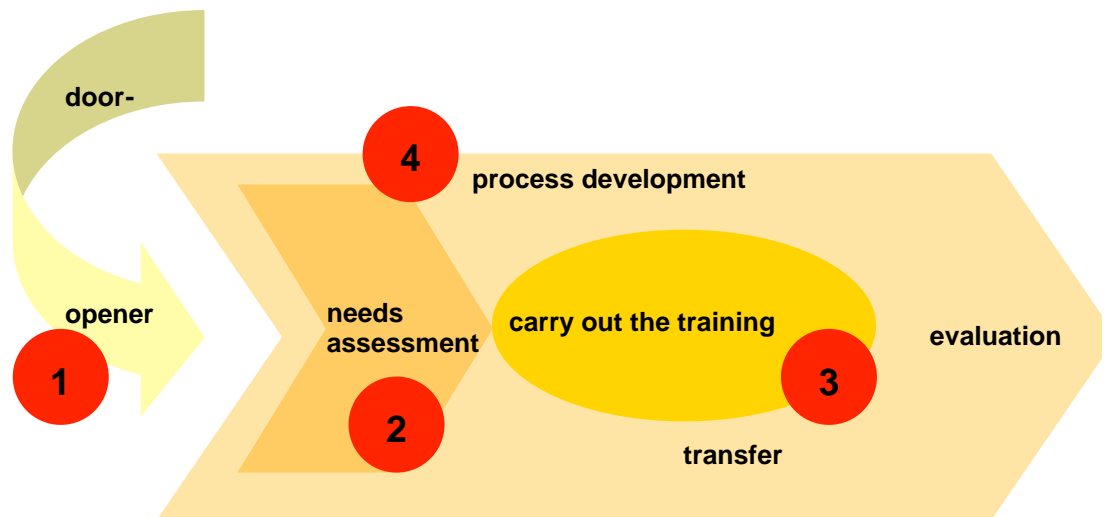 door-
4
process development
opener
needs
assessment
carry out the training
evaluation
1
3
2
transfer